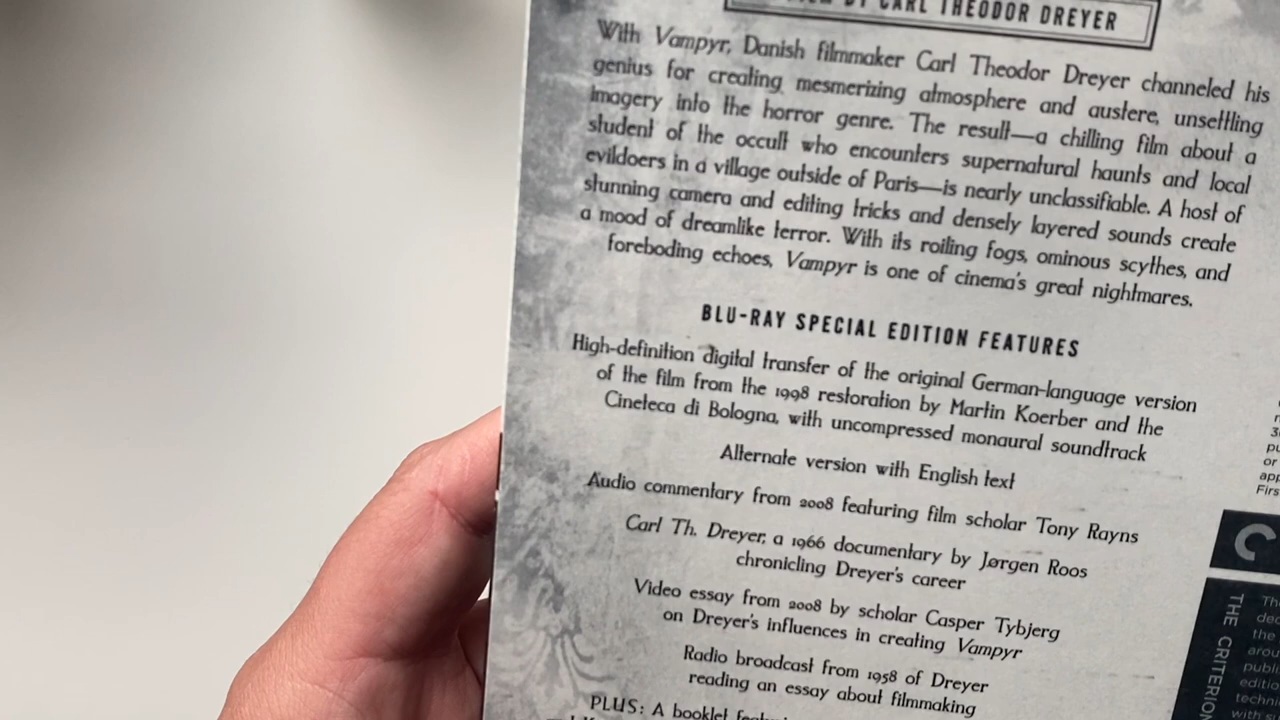 BY CARL THEODOR DREYER
With Vampyr, Danish filmmaker Carl Theodor Dreyer channeled his
genius for creating mesmerizing atmosphere and austere, unsettling
imagery into the horror genre. The result—a chilling film about a
student of the occult who encounters supernatural haunts and local
evildoers in a village outside of Paris—is nearly unclassifiable. A host of
stunning camera and editing tricks and densely layered sounds create
a mood of dreamlike terror. With its roiling fogs, ominous scythes, and
foreboding echoes, Vampyr is one of cinema's great nightmares.
BLU-RAY SPECIAL EDITION FEATURES
High-definition digital transfer of the original German-language version
of the film from the 1998 restoration by Martin Koerber and the
Cineteca di Bologna, with uncompressed monaural soundtrack
Alternate version with English text
Audio commentary from 2008 featuring film scholar Tony Rayns
Carl Th. Dreyer, a 1966 documentary by Jørgen Roos
chronicling Dreyer's career
Video essay from 2008 by scholar Casper Tybjerg
on Dreyer's influences in creating Vampyr
Radio broadcast from 1958 of Dreyer
reading an essay about filmmaking
PLUS: A booklet
or
THE CRITERION
the